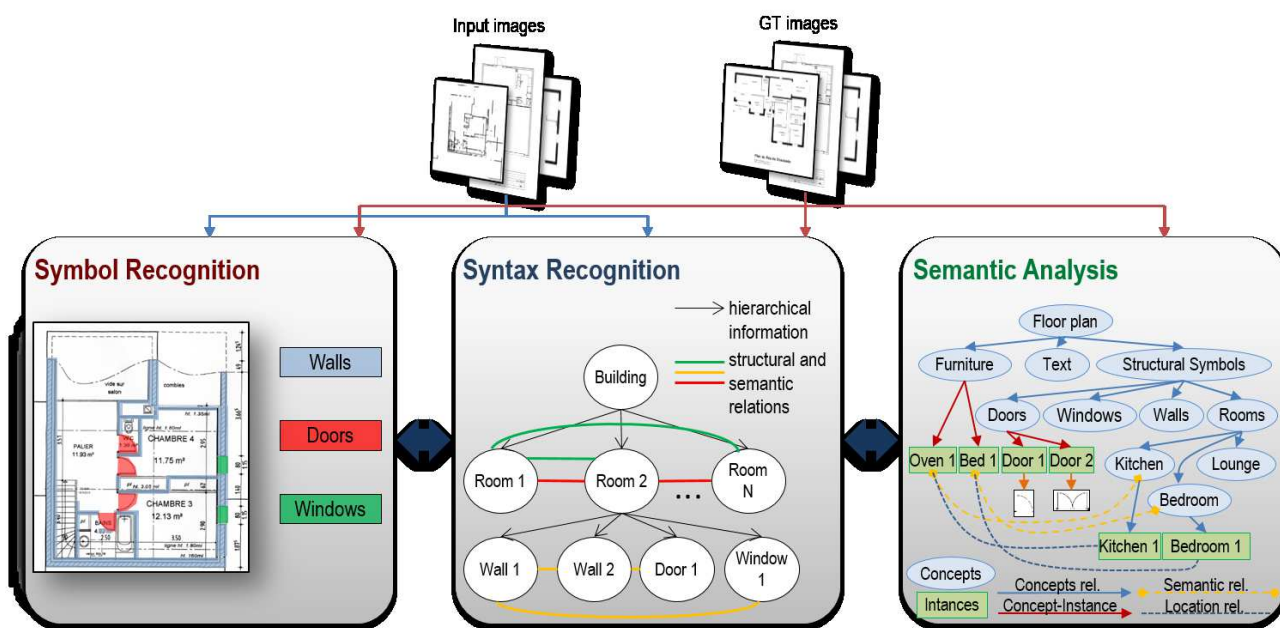 Input images
GT images
Symbol Recognition
vide sur
salon
combles
PALIER
11.93 m²
CHAMBRE 4
11.75 m²
CHAMBRE 3
12.13 m²
3.50
2.50
Walls
Doors
Windows
Syntax Recognition
hierarchical
information
structural and
semantic
relations
Building
Room 1
Room 2
...
Room
N
Wall 1
Wall 2
Door 1
Window
1
Semantic Analysis
Floor plan
Furniture
Text
Structural Symbols
Doors
Windows
Walls
Rooms
Oven 1
Bed 1
Door 1
Door 2
Kitchen
Lounge
Bedroom
Kitchen 1
Bedroom 1
Concepts
Concepts rel.
Semantic rel.
Intances
Concept-Instance
Location rel.